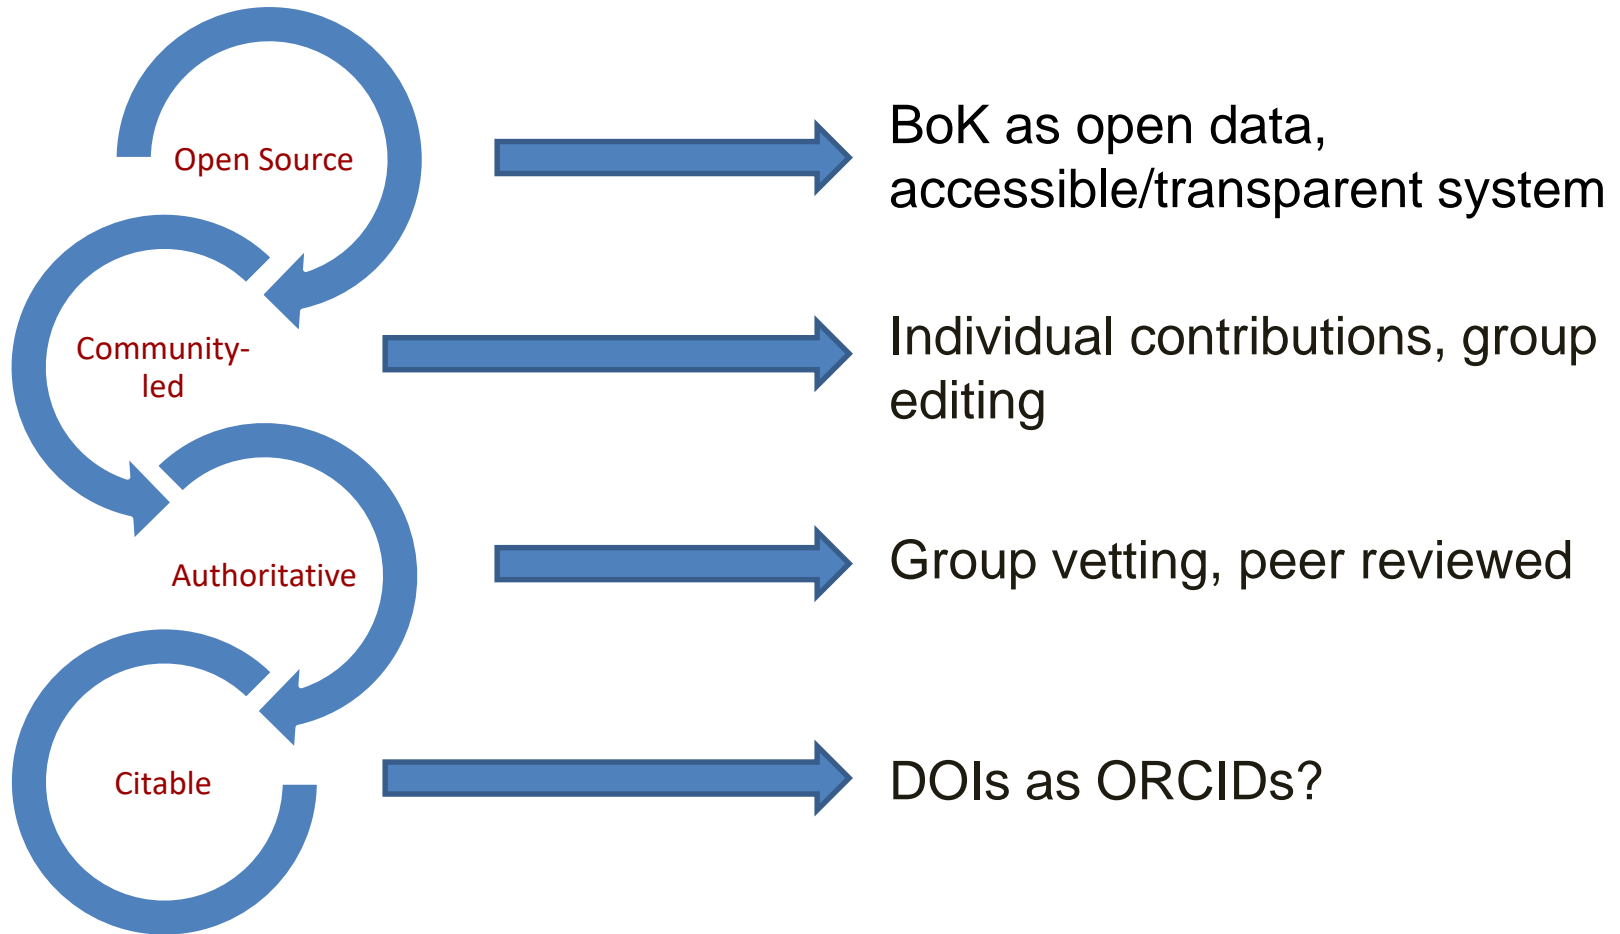 Open Source
BoK as open data,
accessible/transparent system
Community-
led
Individual contributions, group
editing
Authoritative
Group vetting, peer reviewed
Citable
DOIs as ORCIDs?